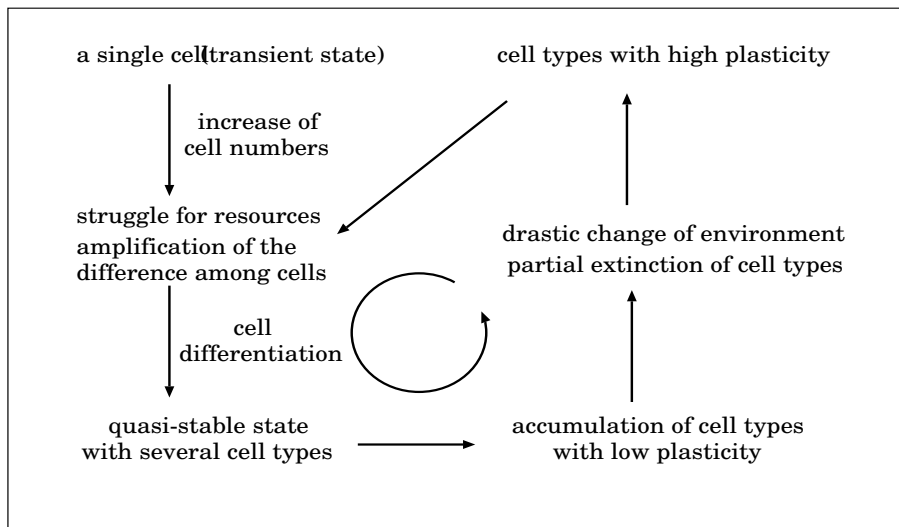 a single cell(transient state)
increase of
cell numbers
struggle for resources
amplification of the
difference among cells
cell
differentiation
quasi-stable state
with several cell types
accumulation of cell types
with low plasticity
drastic change of environment
partial extinction of cell types
cell types with high plasticity